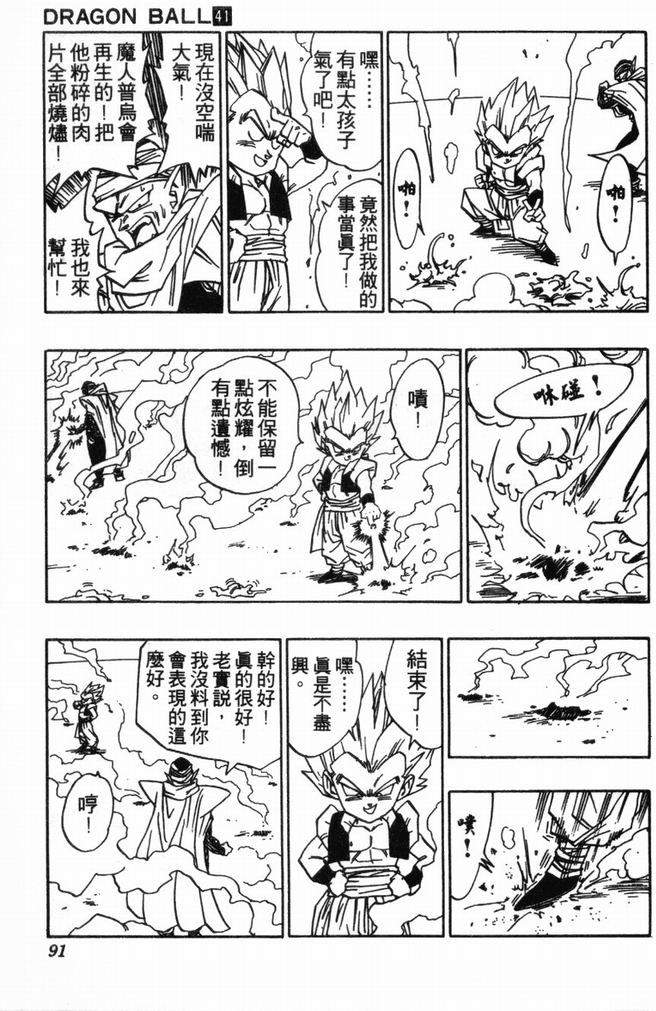 DRAGON BALL 41
啪！
啪！
嘿……
有點太孩子
氣了吧！
竟然把我做的
事當眞了！
現在沒空喘
大氣！
魔人普烏會
再生的！把
他粉碎的肉
片全部燒燼！
我也來
幫忙！
咻碰！
嘖！
不能保留一
點炫耀，倒
有點遺憾！
噗！
結束了！
嘿……
眞是不盡
興。
幹的好！
眞的很好！
老實説，
我沒料到你
會表現的這
麼好。
哼！
91